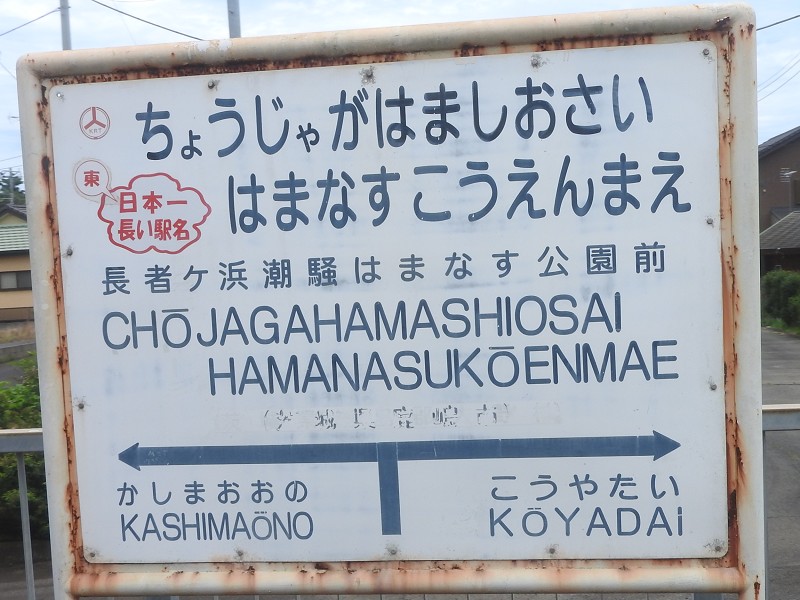 ちょうじゃがはましおさい
はまなすこうえんまえ
東
日本一
長い駅名
長者ケ浜潮騒はまなす公園前
CHŌJAGAHAMASHIOSAI
HAMANASUKŌENMAE
かしまおおの
KASHIMAÖNO
こうやたい
KŌYADAi